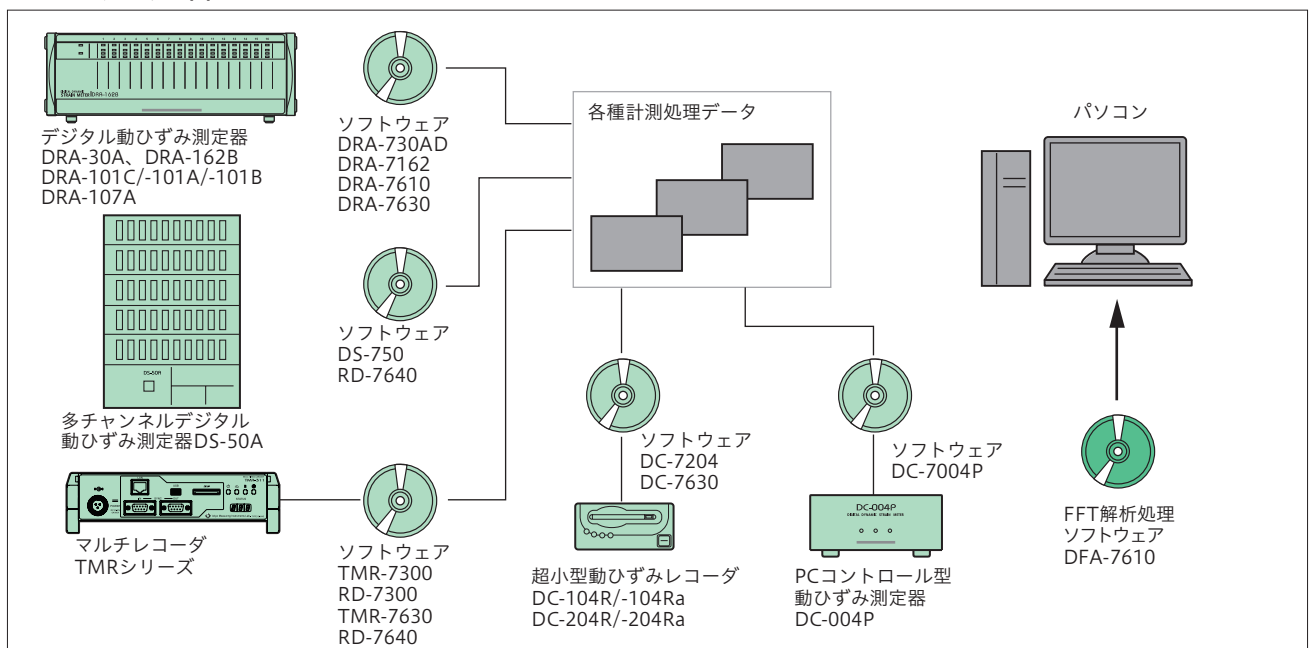 デジタル動ひずみ測定器
DRA-30A、DRA-162B
DRA-101C/-101A/-101B
DRA-107A
ソフトウェア
DRA-730AD
DRA-7162
DRA-7610
DRA-7630
各種計測処理データ
パソコン
DS-50A
多チャンネルデジタル
動ひずみ測定器DS-50A
ソフトウェア
DS-750
RD-7640
マルチレコーダ
TMRシリーズ
ソフトウェア
TMR-7300
RD-7300
TMR-7630
RD-7640
ソフトウェア
DC-7204
DC-7630
超小型動ひずみレコーダ
DC-104R/-104Ra
DC-204R/-204Ra
ソフトウェア
DC-7004P
DC-004P
DIGITAL DYNAMIC STRAIN METER
PCコントロール型
動ひずみ測定器
DC-004P
FFT解析処理
ソフトウェア
DFA-7610